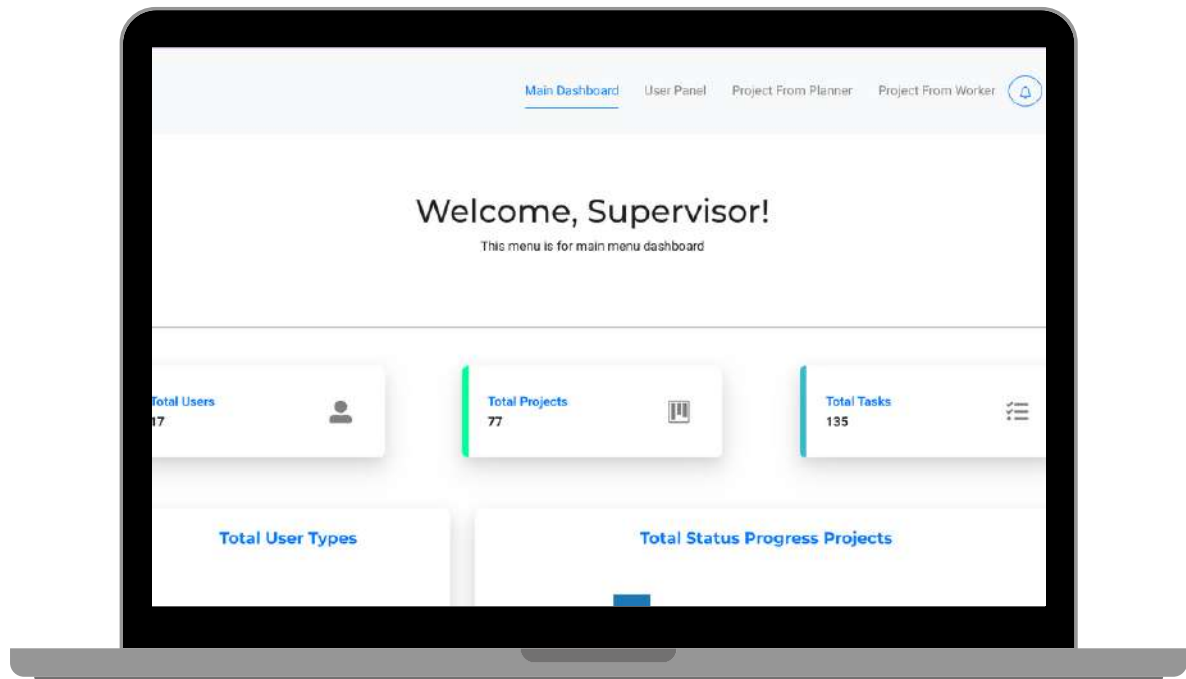 Main Dashboard User Panel Project From Planner Project From Worker
Welcome, Supervisor!
This menu is for main menu dashboard
Total Users
17
Total Projects
77
Total Tasks
135
Total User Types
Total Status Progress Projects